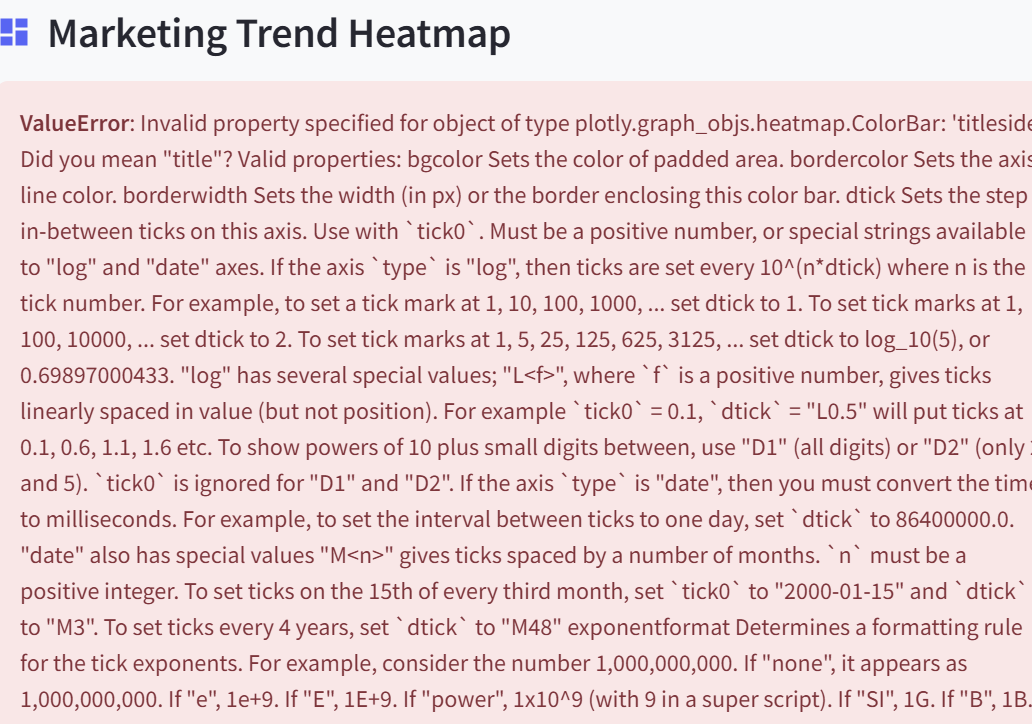 Marketing Trend Heatmap
ValueError: Invalid property specified for object of type plotly.graph_objs.heatmap.ColorBar: 'titleside
Did you mean "title"? Valid properties: bgcolor Sets the color of padded area. bordercolor Sets the axis
line color. borderwidth Sets the width (in px) or the border enclosing this color bar. dtick Sets the step
in-between ticks on this axis. Use with `tick0`. Must be a positive number, or special strings available
to "log" and "date" axes. If the axis `type` is "log", then ticks are set every 10^(n*dtick) where n is the
tick number. For example, to set a tick mark at 1, 10, 100, 1000, ... set dtick to 1. To set tick marks at 1,
100, 10000, ... set dtick to 2. To set tick marks at 1, 5, 25, 125, 625, 3125, ... set dtick to log_10(5), or
0.69897000433. "log" has several special values; "L<f>", where `f` is a positive number, gives ticks
linearly spaced in value (but not position). For example `tick0` = 0.1, `dtick` = "L0.5" will put ticks at
0.1, 0.6, 1.1, 1.6 etc. To show powers of 10 plus small digits between, use "D1" (all digits) or "D2" (only
and 5). `tick0` is ignored for "D1" and "D2". If the axis `type` is "date", then you must convert the time
to milliseconds. For example, to set the interval between ticks to one day, set `dtick` to 86400000.0.
"date" also has special values "M<n>" gives ticks spaced by a number of months. `n` must be a
positive integer. To set ticks on the 15th of every third month, set `tick0` to "2000-01-15" and `dtick`
to "M3". To set ticks every 4 years, set `dtick` to "M48" exponentformat Determines a formatting rule
for the tick exponents. For example, consider the number 1,000,000,000. If "none", it appears as
1,000,000,000. If "e", 1e+9. If "E", 1E+9. If "power", 1x10^9 (with 9 in a super script). If "SI", 1G. If "B", 1B.